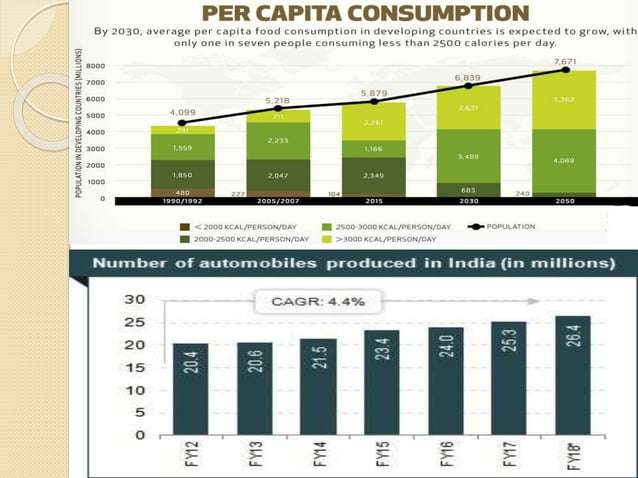 PER CAPITA CONSUMPTION
By 2030, average per capita food consumption in developing countries is expected to grow, with
only one in seven people consuming less than 2500 calories per day.
POPULATION IN DEVELOPING COUNTRIES (MILLIONS)
8000
7000
6000
5000
4000
3000
2000
1000
0
4,099
5,218
5,879
6,839
7,671
281
1,559
1,850
480
711
2,233
2,047
227
2,261
1,166
2,349
104
2,631
3,489
683
3,362
4,069
240
1990/1992
2005/2007
2015
2030
2050
< 2000 KCAL/PERSON/DAY
2500-3000 KCAL/PERSON/DAY
POPULATION
2000-2500 KCAL/PERSON/DAY
>3000 KCAL/PERSON/DAY
Number of automobiles produced in India (in millions)
CAGR: 4.4%
30
25
20
15
10
5
0
20.4
20.6
21.5
23.4
24.0
25.3
26.4
FY12
FY13
FY14
FY15
FY16
FY17
FY18*